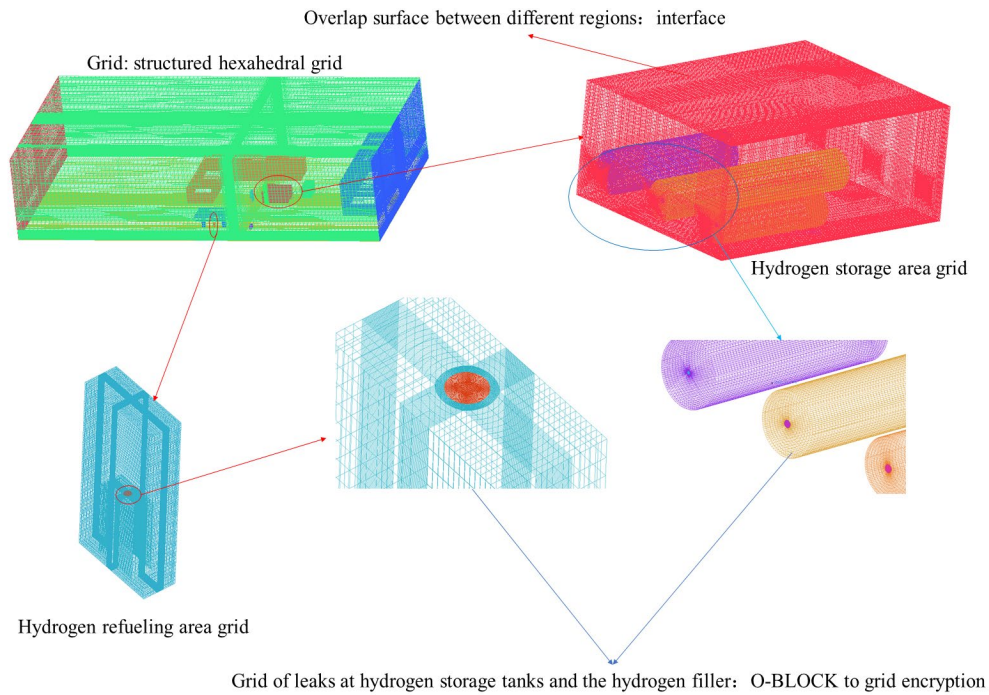 Overlap surface between different regions：interface
Grid: structured hexahedral grid
Hydrogen storage area grid
Hydrogen refueling area grid
Grid of leaks at hydrogen storage tanks and the hydrogen filler：O-BLOCK to grid encryption